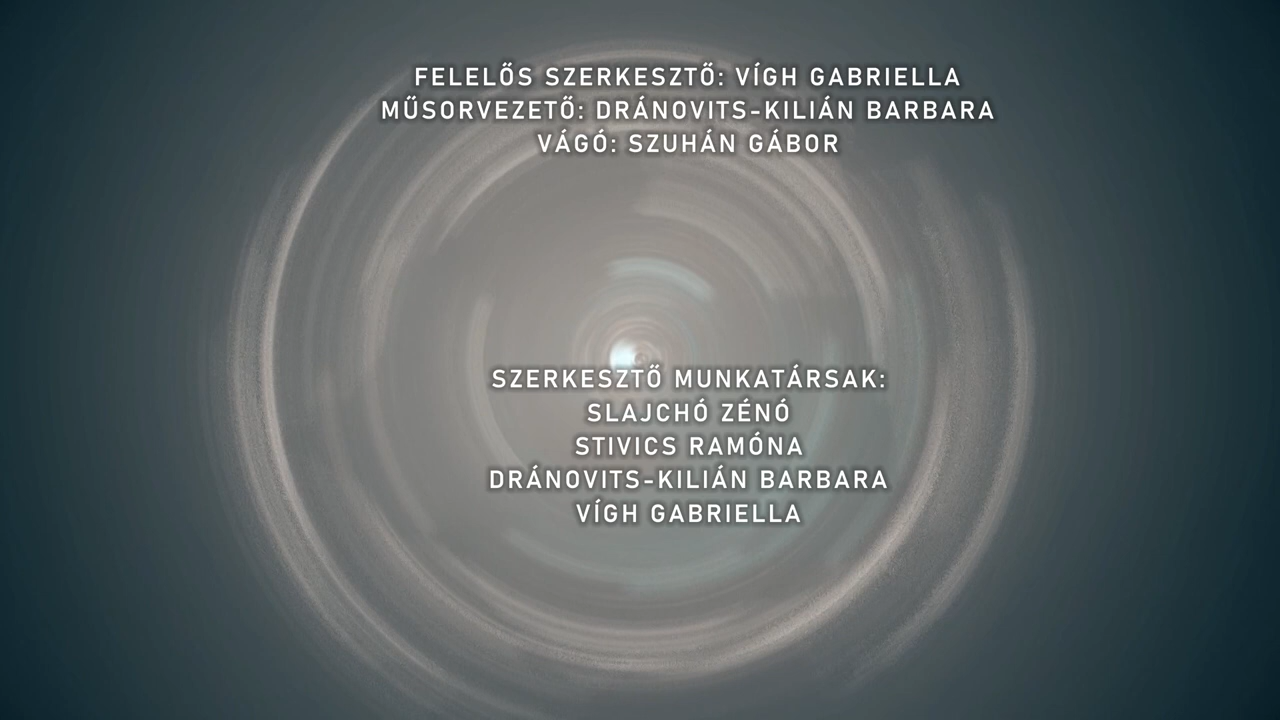 FELELŐS SZERKESZTŐ: VÍGH GABRIELLA
MŰSORVEZETŐ: DRÁNOVITS-KILIÁN BARBARA
VÁGÓ: SZUHÁN GÁBOR
SZERKESZTŐ MUNKATÁRSAK:
SLAJCHÓ ZÉNÓ
STIVICS RAMÓNA
DRÁNOVITS-KILIÁN BARBARA
VÍGH GABRIELLA